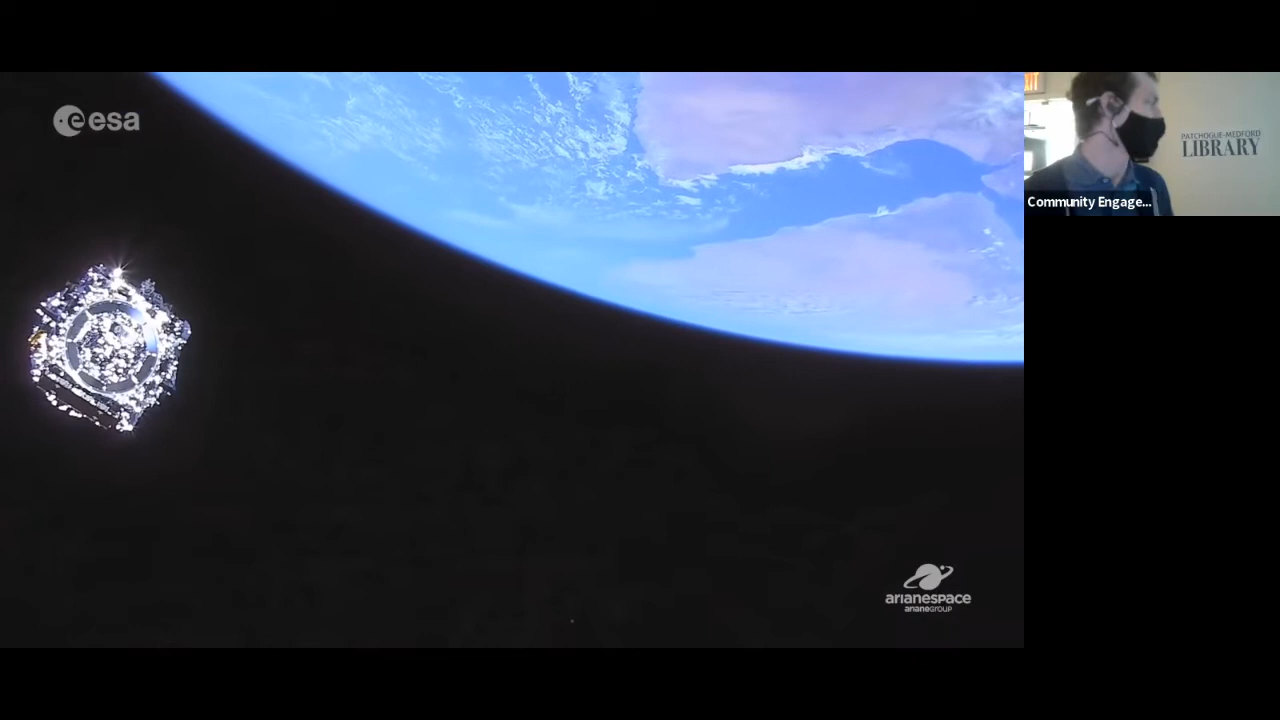 esa
PATCHOGUE-MEDFORD
LIBRARY
Community Engage...
arianespace
arianeGROUP